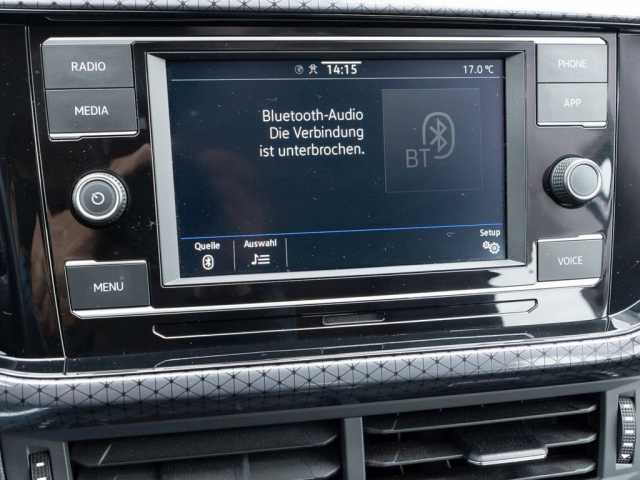 RADIO
MEDIA
MENU
14:15
17.0 °C
Bluetooth-Audio
Die Verbindung
ist unterbrochen.
BT
Quelle
Auswahl
Setup
PHONE
APP
VOICE